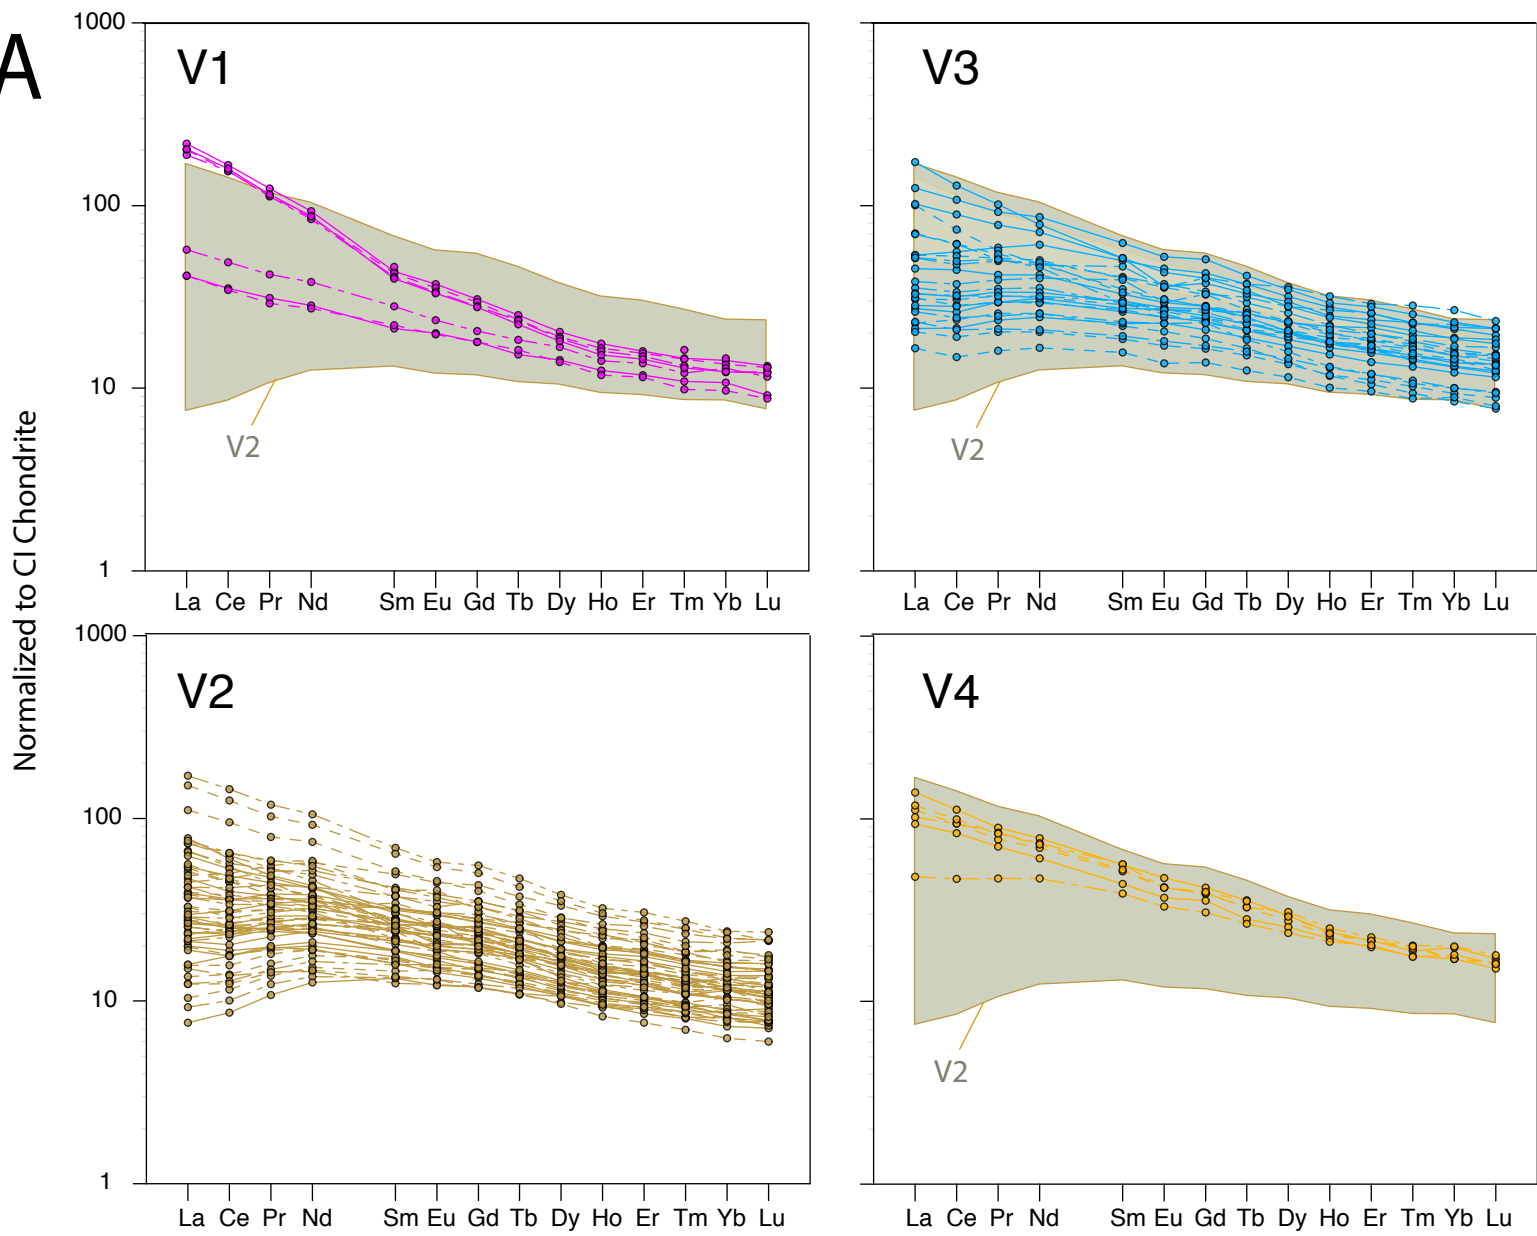 A
Normalized to CI Chondrite
1000
100
10
1
V1
V2
La Ce Pr Nd Sm Eu Gd Tb Dy Ho Er Tm Yb Lu
V3
V2
La Ce Pr Nd Sm Eu Gd Tb Dy Ho Er Tm Yb Lu
1000
100
10
1
V2
La Ce Pr Nd Sm Eu Gd Tb Dy Ho Er Tm Yb Lu
V4
V2
La Ce Pr Nd Sm Eu Gd Tb Dy Ho Er Tm Yb Lu